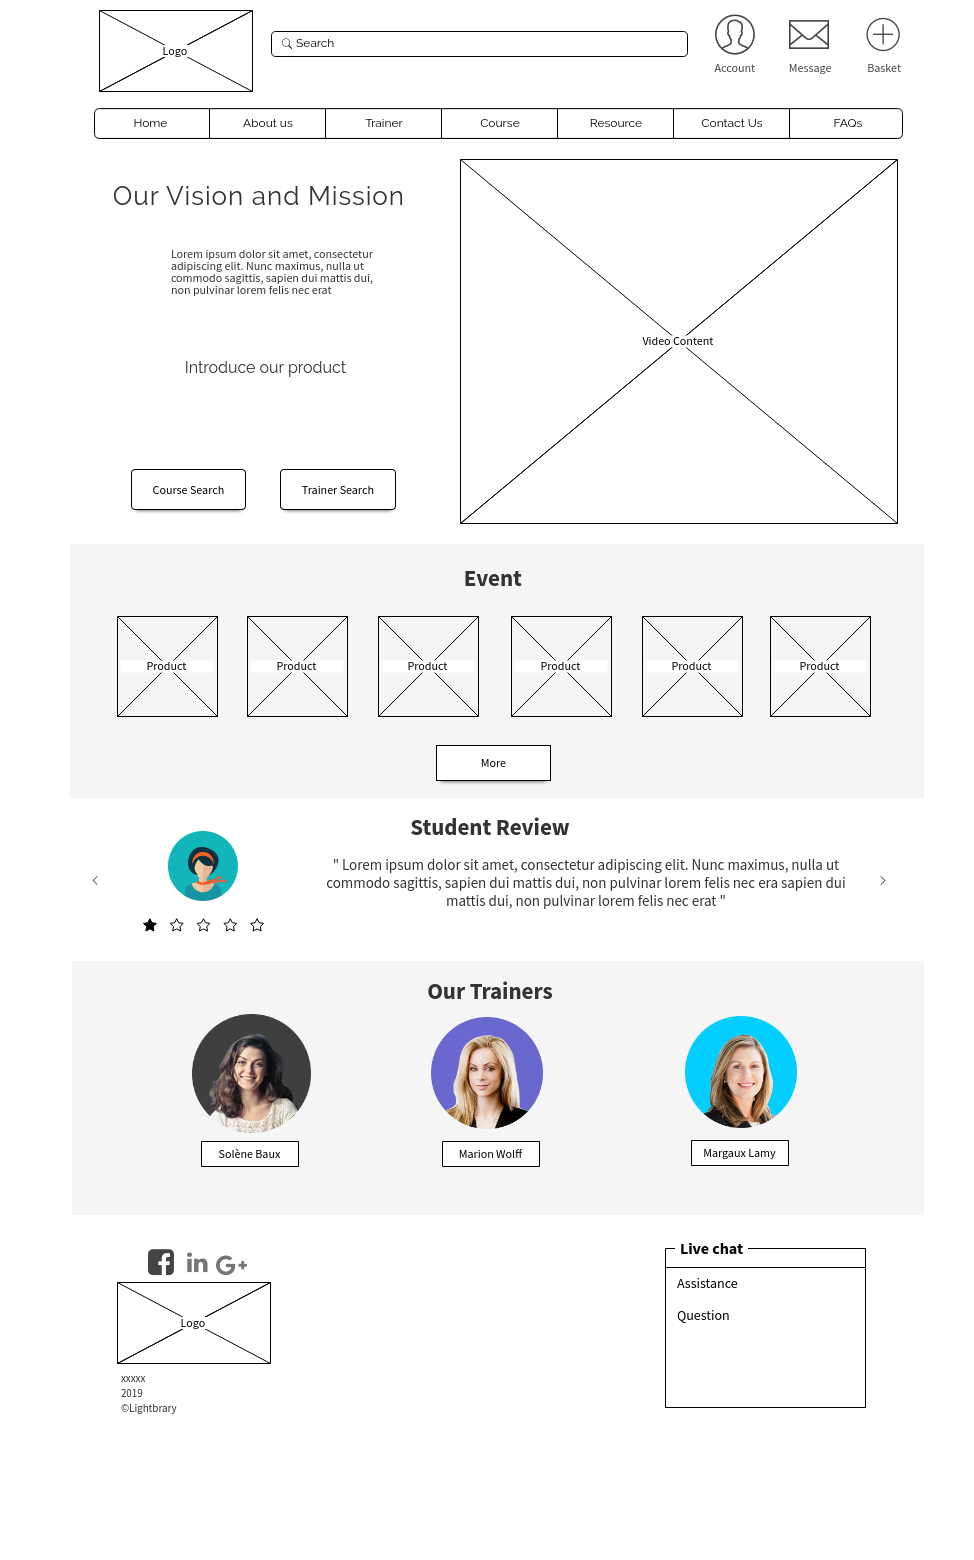 Logo
Search
Account
Message
Basket
Home
About us
Trainer
Course
Resource
Contact Us
FAQs
Our Vision and Mission
Lorem ipsum dolor sit amet, consectetur
adipiscing elit. Nunc maximus, nulla ut
commodo sagittis, sapien dui mattis dui,
non pulvinar lorem felis nec erat
Introduce our product
Course Search
Trainer Search
Video Content
Event
Product
Product
Product
Product
Product
Product
More
Student Review
" Lorem ipsum dolor sit amet, consectetur adipiscing elit. Nunc maximus, nulla ut
commodo sagittis, sapien dui mattis dui, non pulvinar lorem felis nec era sapien dui
mattis dui, non pulvinar lorem felis nec erat "
Our Trainers
Solène Baux
Marion Wolff
Margaux Lamy
in
G+
Logo
xxxxx
2019
©Lightbrary
Live chat
Assistance
Question